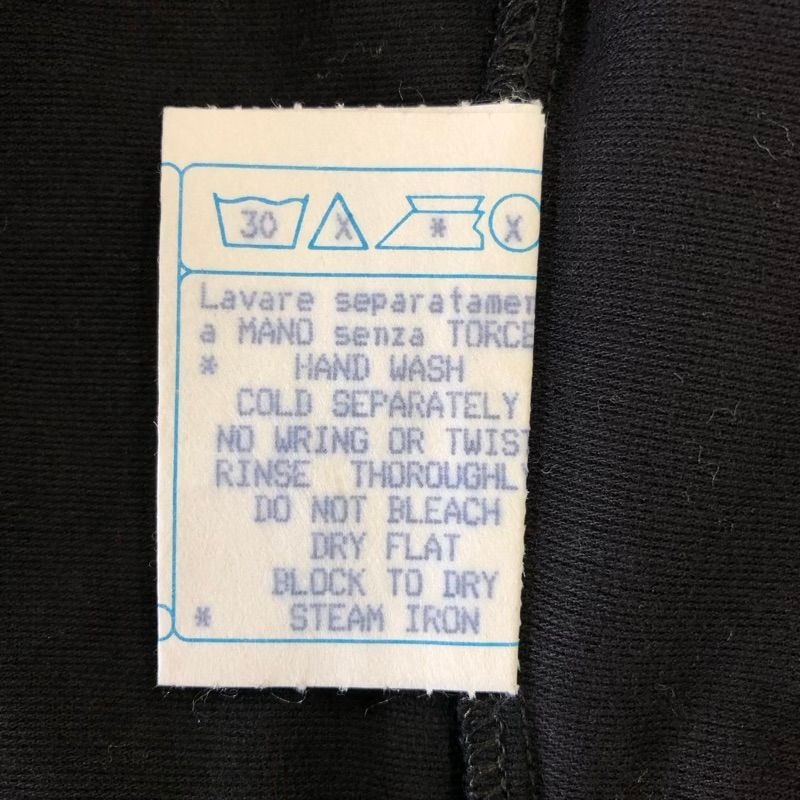 30 X * X
Lavare separatamen
a MANO senza TORCE
* HAND WASH
COLD SEPARATELY
NO WRING OR TWIST
RINSE THOROUGHLY
DO NOT BLEACH
DRY FLAT
BLOCK TO DRY
* STEAM IRON